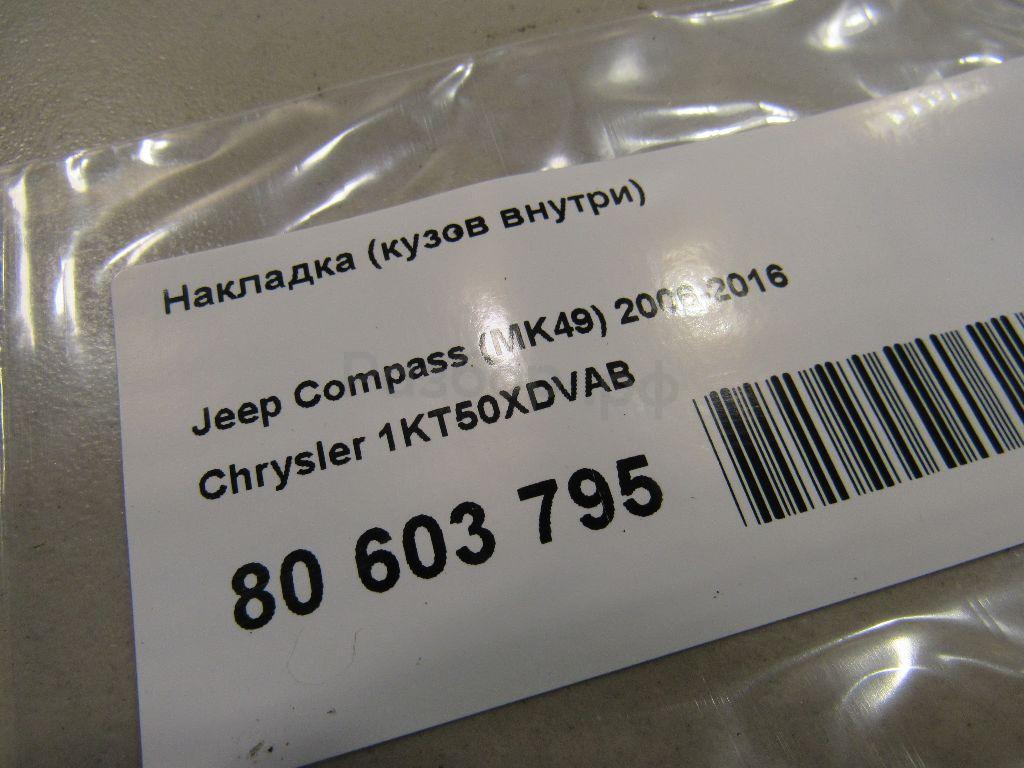 Накладка (кузов внутри)
Jeep Compass (MK49) 2006-2016
Chrysler 1KT50XDVAB
80 603 795